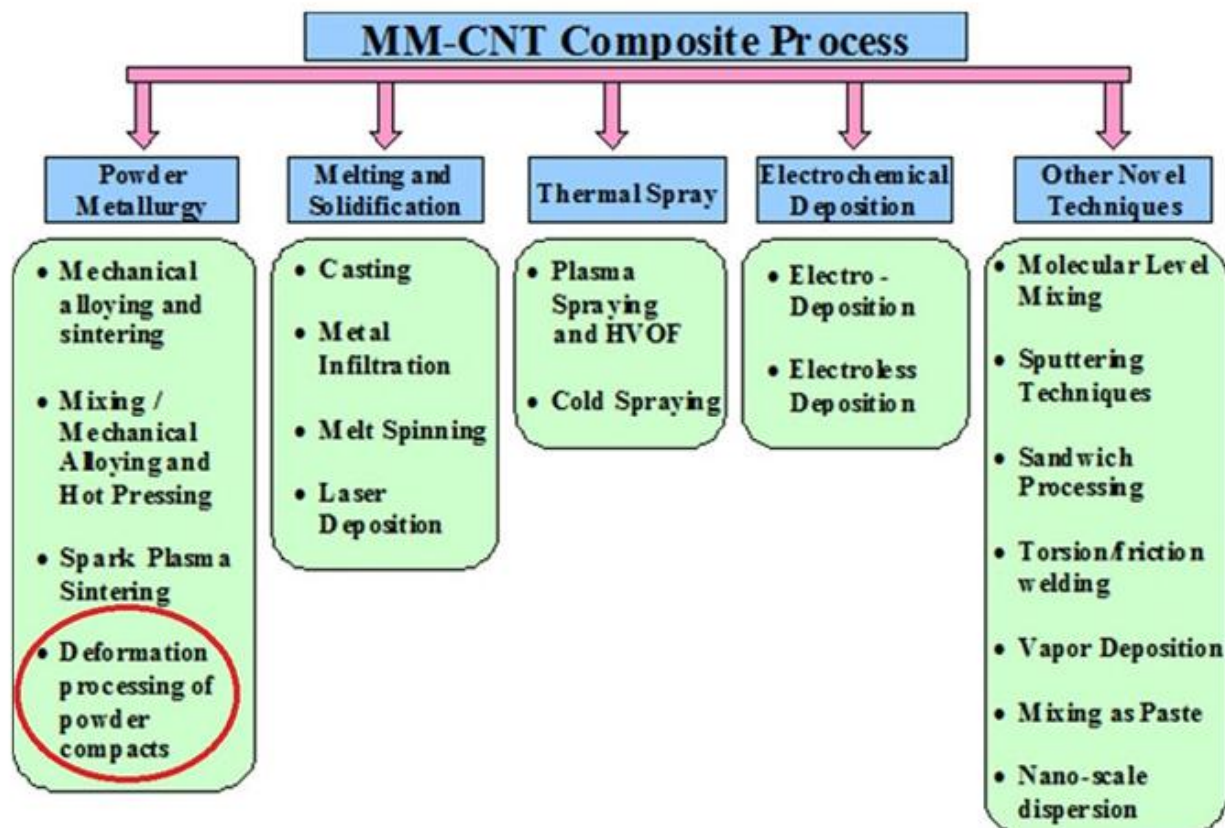 MM-CNT Composite Process
Powder
Metallurgy
• Mechanical
alloying and
sintering
• Mixing /
Mechanical
Alloying and
Hot Pressing
• Spark Plasma
Sintering
• Deformation
processing of
powder
compacts
Melting and
Solidification
• Casting
• Metal
Infiltration
• Melt Spinning
• Laser
Deposition
Thermal Spray
• Plasma
Spraying
and HVOF
• Cold Spraying
Electrochemical
Deposition
• Electro -
Deposition
• Electroless
Deposition
Other Novel
Techniques
• Molecular Level
Mixing
• Sputtering
Techniques
• Sandwich
Processing
• Torsion/friction
welding
• Vapor Deposition
• Mixing as Paste
• Nano-scale
dispersion